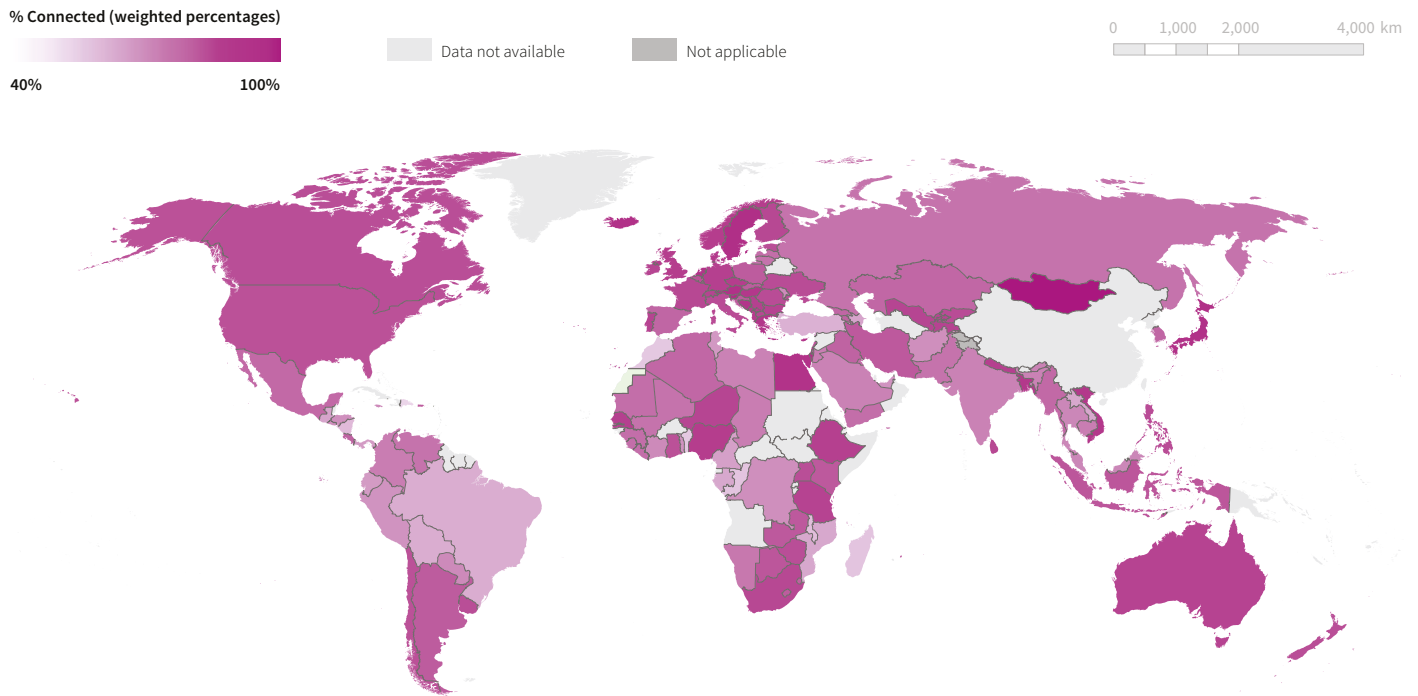 % Connected (weighted percentages)
40% 100%
Data not available
Not applicable
0 1,000 2,000 4,000 km